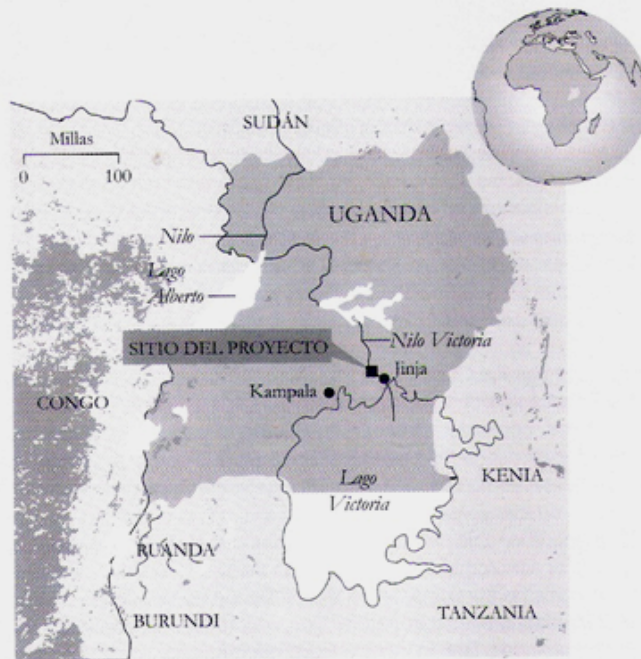 SUDÁN
Millas
0 100
UGANDA
Nilo
Lago
Alberto
SITIO DEL PROYECTO
Nilo Victoria
Jinja
Kampala
CONGO
Lago
Victoria
KENIA
RUANDA
BURUNDI
TANZANIA